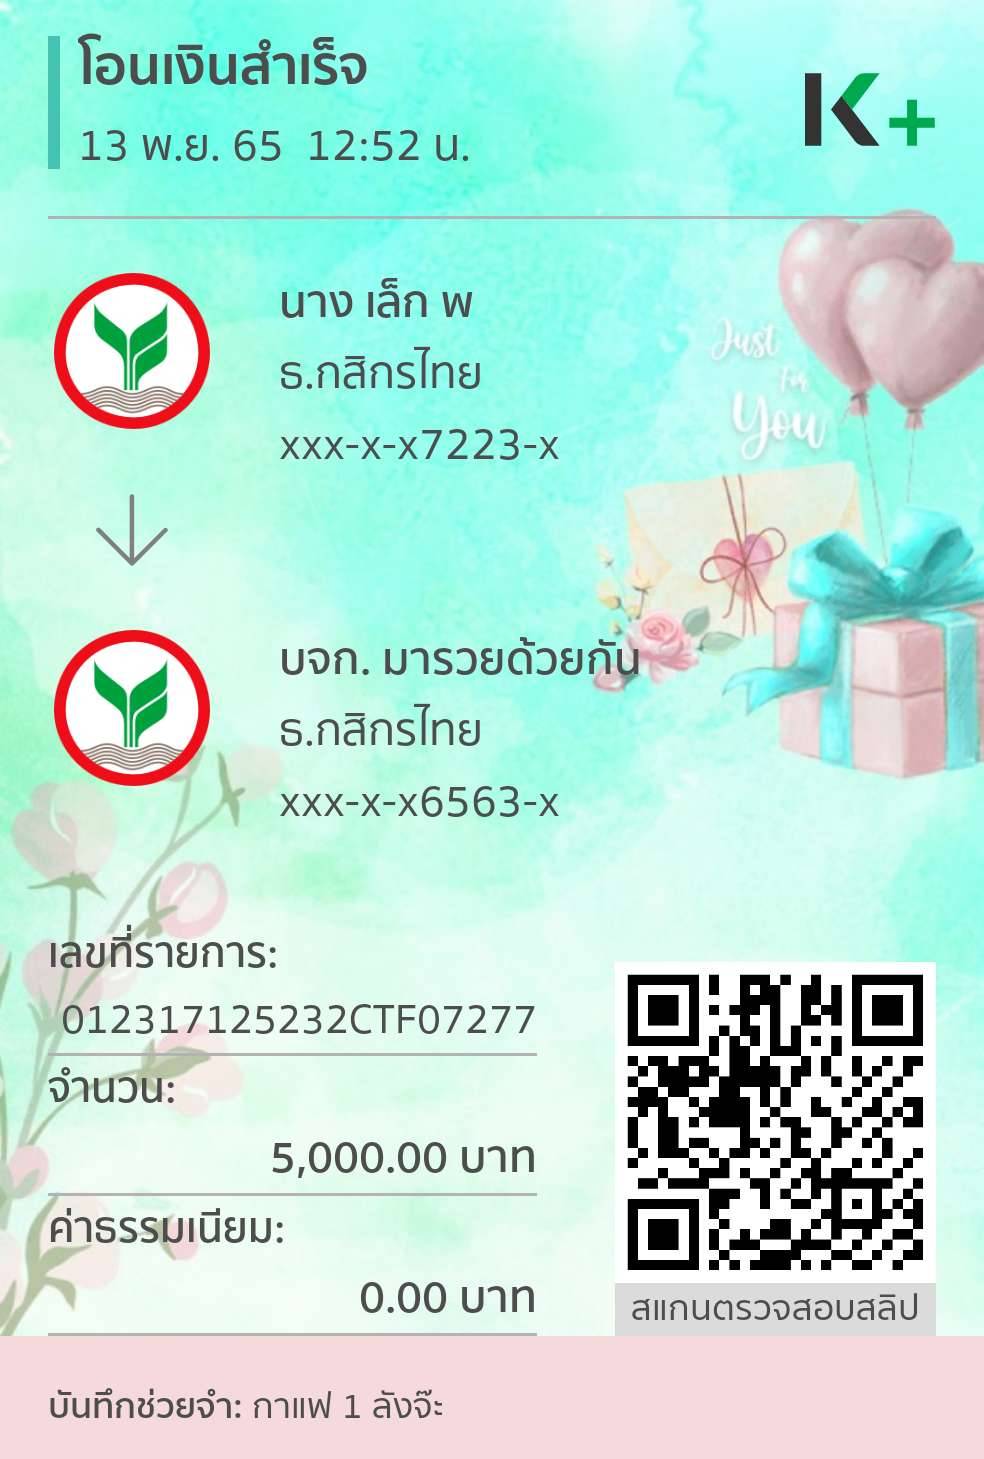 โอนเงินสำเร็จ
13 พ.ย. 65 12:52 น.
K+
นาง เล็ก พ
ธ.กสิกรไทย
xxx-x-x7223-x
Just
For
You
บจก. มารวยด้วยกัน
ธ.กสิกรไทย
xxx-x-x6563-x
เลขที่รายการ:
012317125232CTF07277
จำนวน:
5,000.00 บาท
ค่าธรรมเนียม:
0.00 บาท
สแกนตรวจสอบสลิป
บันทึกช่วยจำ: กาแฟ 1 ลังจ๊ะ